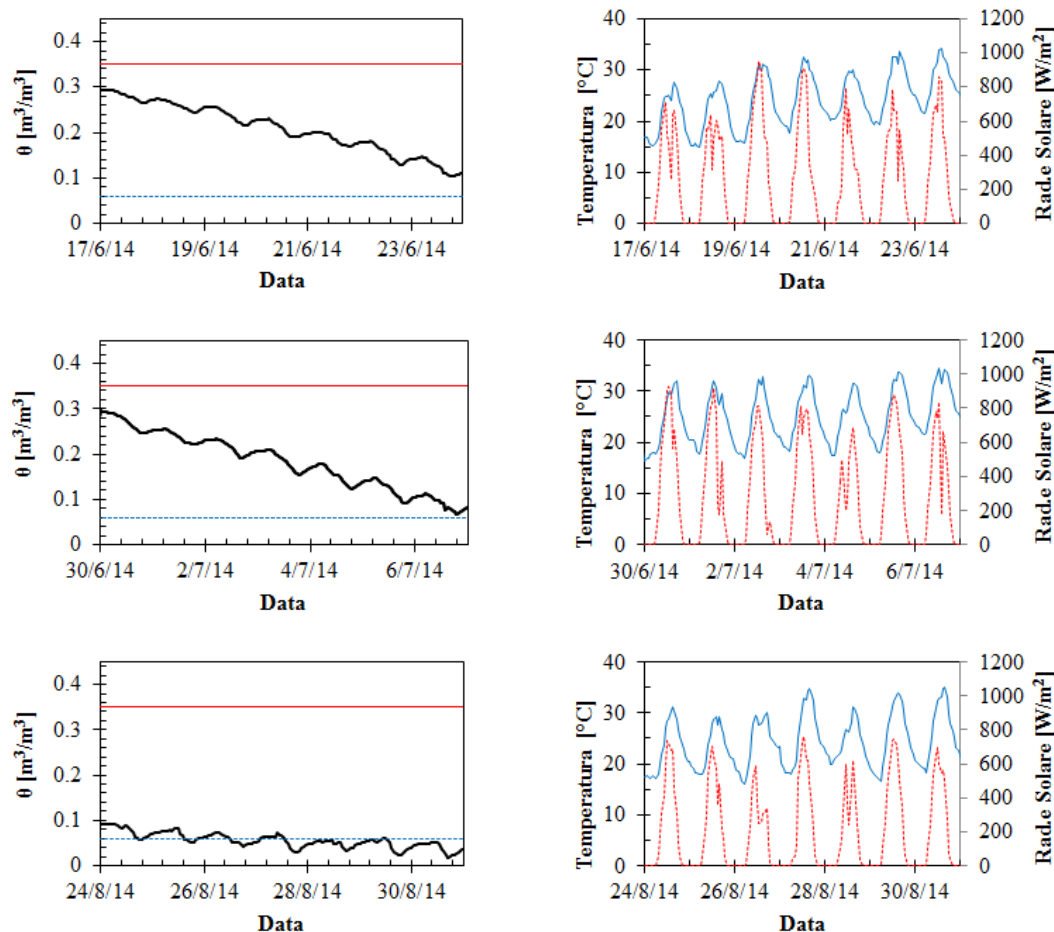 θ [m³/m³]
0.4
0.3
0.2
0.1
0
17/6/14 19/6/14 21/6/14 23/6/14
Data
Temperatura [°C]
40
30
20
10
0
1200
1000
800
600
400
200
0
Rad.e Solare [W/m²]
17/6/14 19/6/14 21/6/14 23/6/14
Data
θ [m³/m³]
0.4
0.3
0.2
0.1
0
30/6/14 2/7/14 4/7/14 6/7/14
Data
Temperatura [°C]
40
30
20
10
0
1200
1000
800
600
400
200
0
Rad.e Solare [W/m²]
30/6/14 2/7/14 4/7/14 6/7/14
Data
θ [m³/m³]
0.4
0.3
0.2
0.1
0
24/8/14 26/8/14 28/8/14 30/8/14
Data
Temperatura [°C]
40
30
20
10
0
1200
1000
800
600
400
200
0
Rad.e Solare [W/m²]
24/8/14 26/8/14 28/8/14 30/8/14
Data